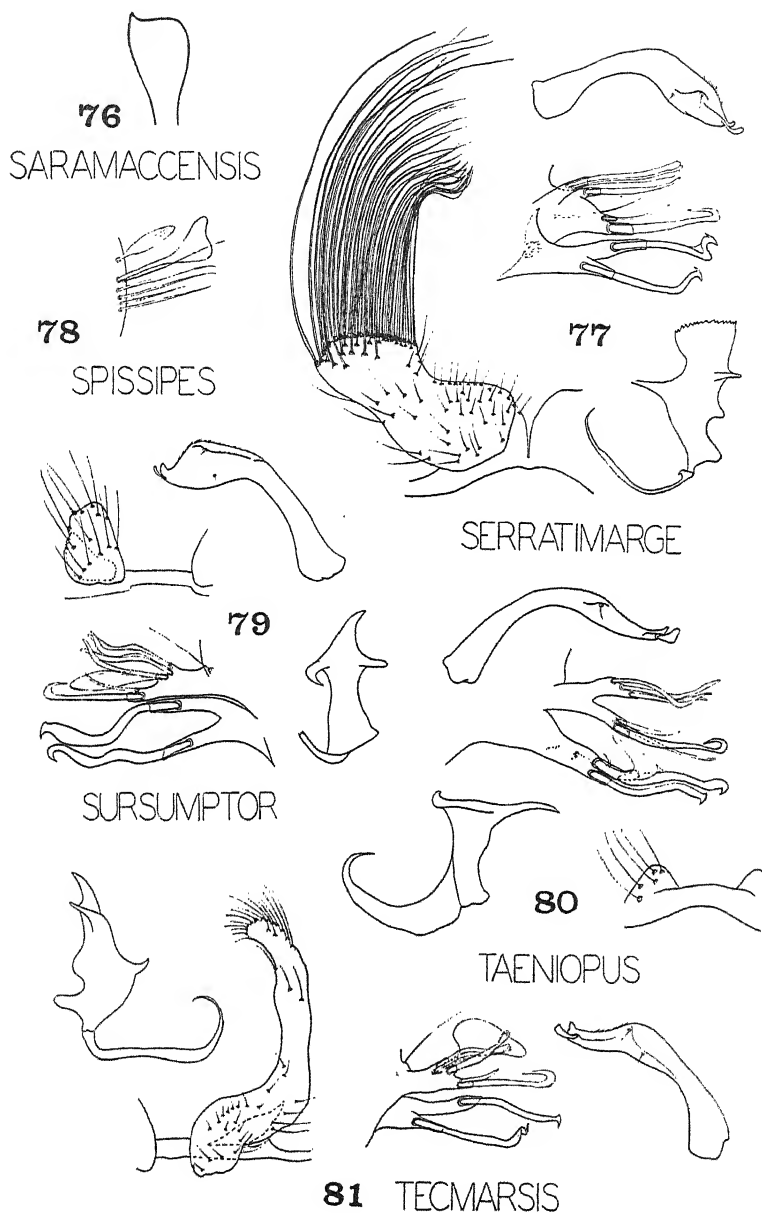 76
SARAMACCENSIS
78
SPISSIPES
77
SERRATIMARGE
79
SURSUMPTOR
80
TAENIOPUS
81 TECMARSIS